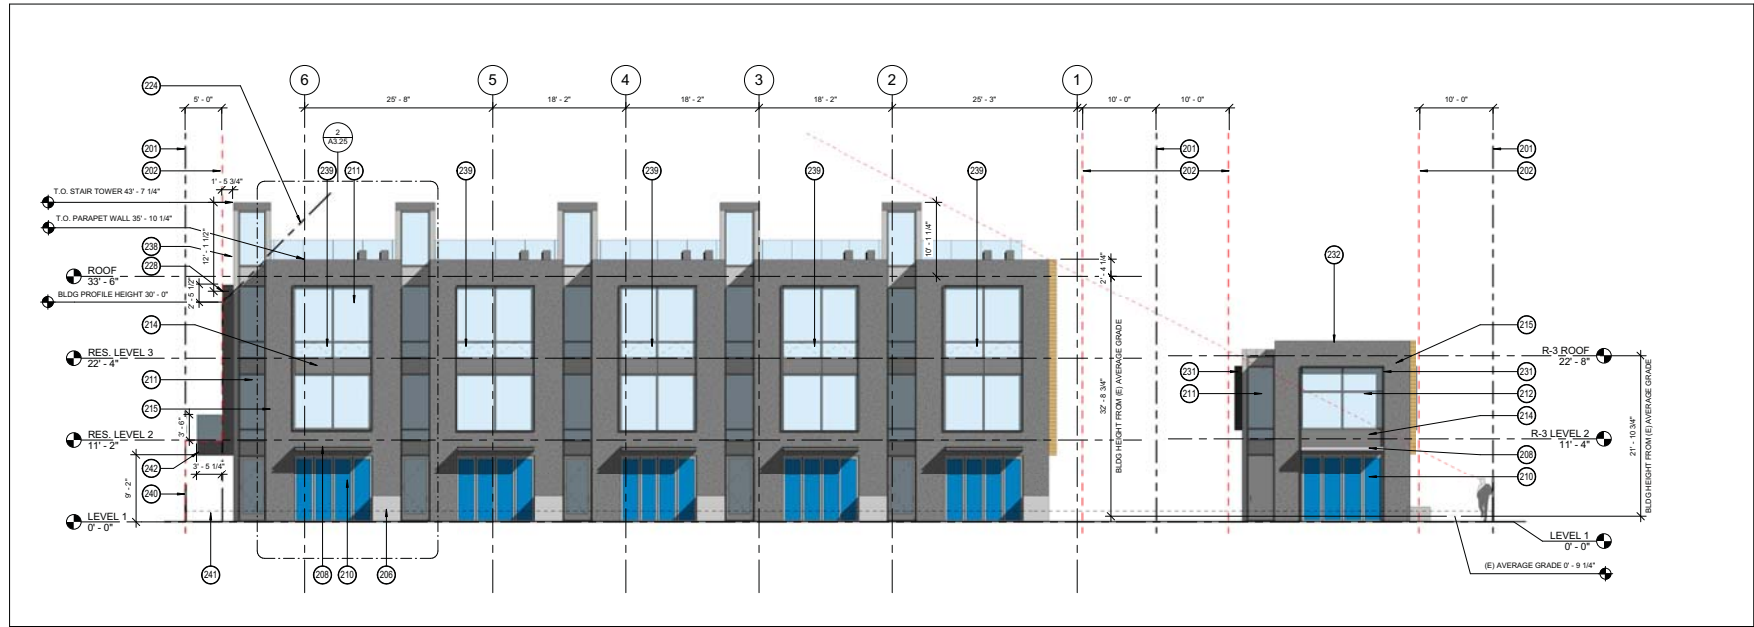 6
5
4
3
2
1
224
5' - 0"
25' - 8"
18' - 2"
18' - 2"
18' - 2"
25' - 3"
10' - 0"
10' - 0"
10' - 0"
2
A3.25
201
202
239
211
239
239
239
239
201
202
201
202
1' - 5 3/4"
T.O. STAIR TOWER 43' - 7 1/4"
T.O. PARAPET WALL 35' - 10 1/4"
238
228
12' - 1 1/2"
10' - 1 1/4"
ROOF
33' - 6"
2' - 5 1/2"
2' - 4 1/4"
BLDG PROFILE HEIGHT 30' - 0"
232
214
215
RES. LEVEL 3
22' - 4"
R-3 ROOF
22' - 8"
211
231
231
211
212
215
214
3' - 6"
32' - 8 3/4"
BLDG HEIGHT FROM (E) AVERAGE GRADE
21' - 10 3/4"
BLDG HEIGHT FROM (E) AVERAGE GRADE
RES. LEVEL 2
11' - 2"
R-3 LEVEL 2
11' - 4"
242
3' - 5 1/4"
208
9' - 2"
240
210
LEVEL 1
0' - 0"
LEVEL 1
0' - 0"
241
208
210
206
(E) AVERAGE GRADE 0' - 9 1/4"